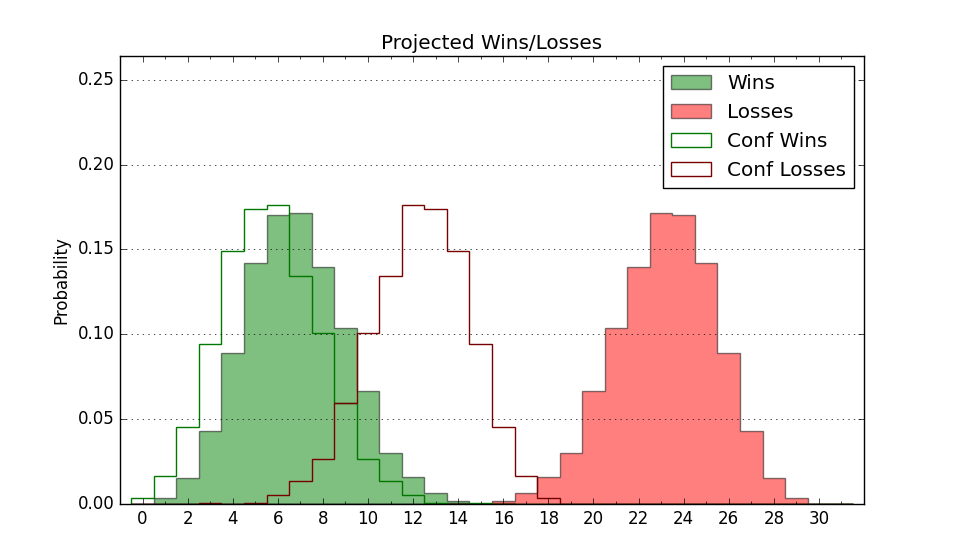 Projected Wins/Losses
0.25
0.20
0.15
0.10
0.05
0.00
Probability
Wins
Losses
Conf Wins
Conf Losses
0 2 4 6 8 10 12 14 16 18 20 22 24 26 28 30